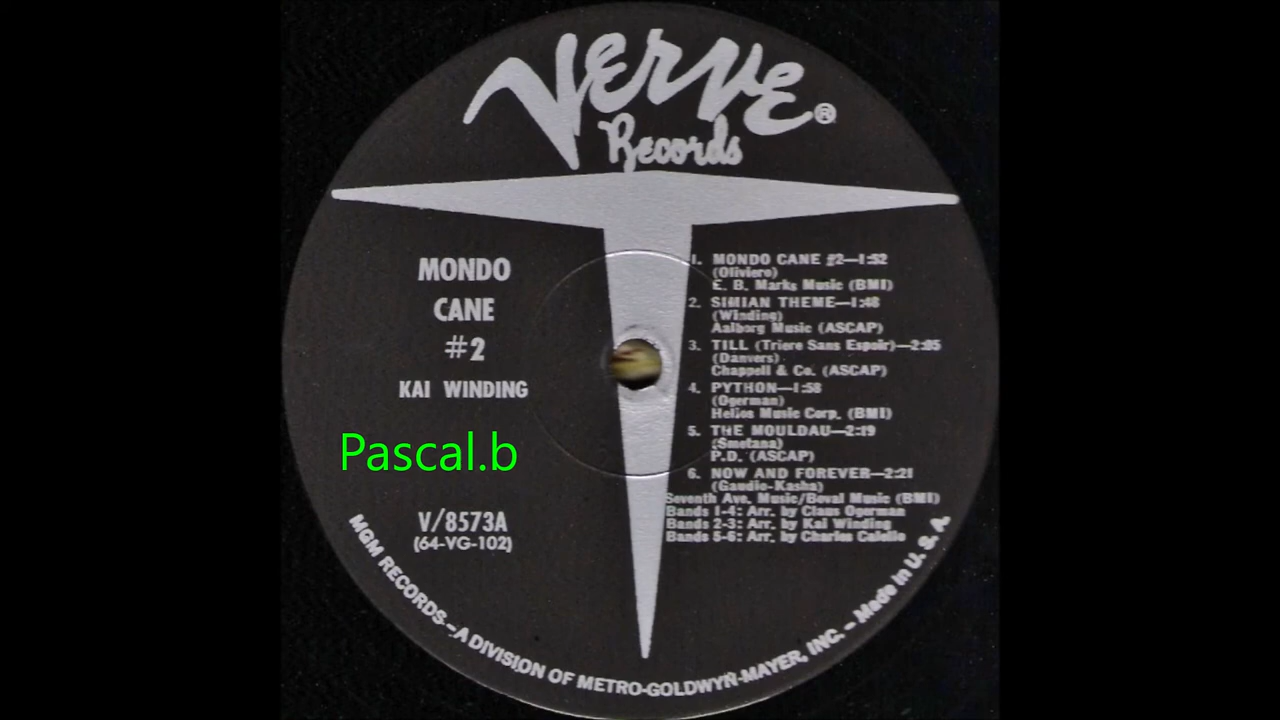 Verve®
Records
MONDO
CANE
#2
KAI WINDING
Pascal.b
V/8573A
(64-VG-102)
1. MONDO CANE #2—1:52
(Oliviero)
E. B. Marks Music (BMI)
2. SIMIAN THEME—1:48
(Winding)
Aalborg Music (ASCAP)
3. TILL (Triere Sans Espoir)—2:05
(Danvers)
Chappell & Co. (ASCAP)
4. PYTHON—1:58
(Ogerman)
Helios Music Corp. (BMI)
5. THE MOULDAU—2:19
(Smetana)
P.D. (ASCAP)
6. NOW AND FOREVER—2:21
(Gaudio-Kasha)
Seventh Ave. Music/Boval Music (BMI)
Bands 1-4: Arr. by Claus Ogerman
Bands 2-3: Arr. by Kai Winding
Bands 5-6: Arr. by Charles Calello
MGM RECORDS – A DIVISION OF METRO-GOLDWYN-MAYER, INC. – Made in U. S. A.